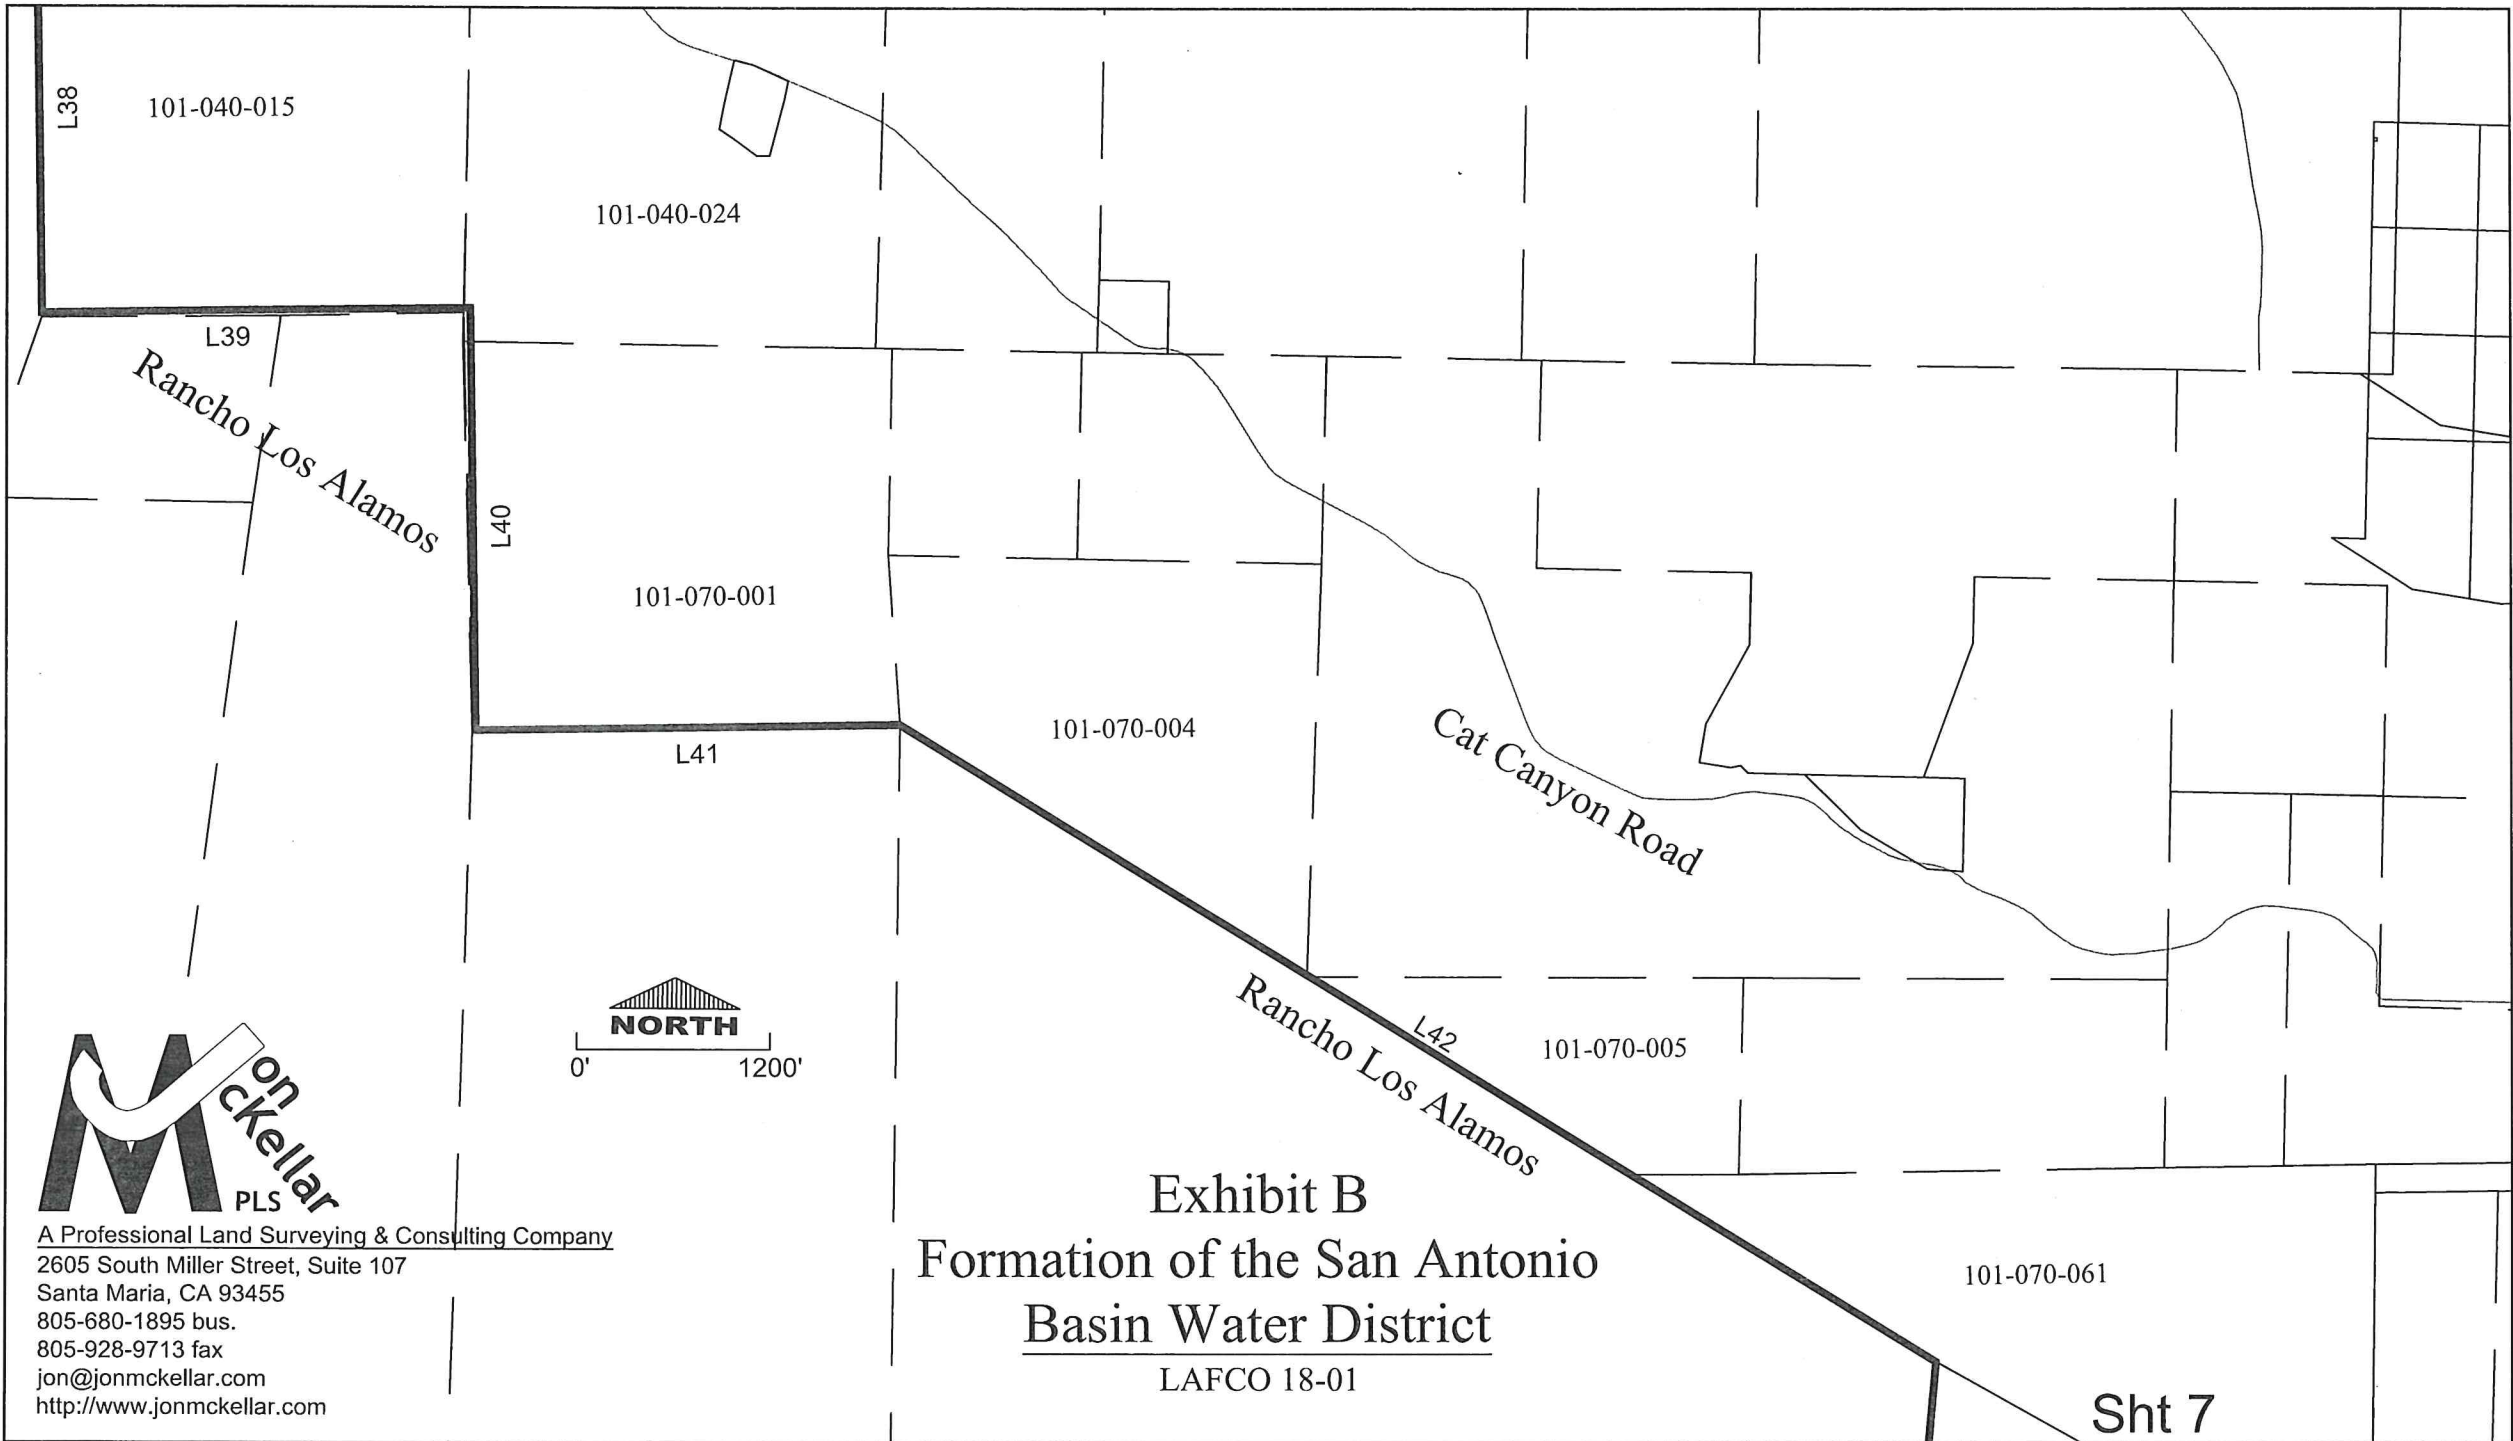 L38
101-040-015
101-040-024
L39
Rancho Los Alamos
L40
101-070-001
L41
101-070-004
Cat Canyon Road
NORTH
0' 1200'
L42
Rancho Los Alamos
101-070-005
101-070-061
Jon
McKellar
PLS
A Professional Land Surveying & Consulting Company
2605 South Miller Street, Suite 107
Santa Maria, CA 93455
805-680-1895 bus.
805-928-9713 fax
jon@jonmckellar.com
http://www.jonmckellar.com
Exhibit B
Formation of the San Antonio
Basin Water District
LAFCO 18-01
Sht 7